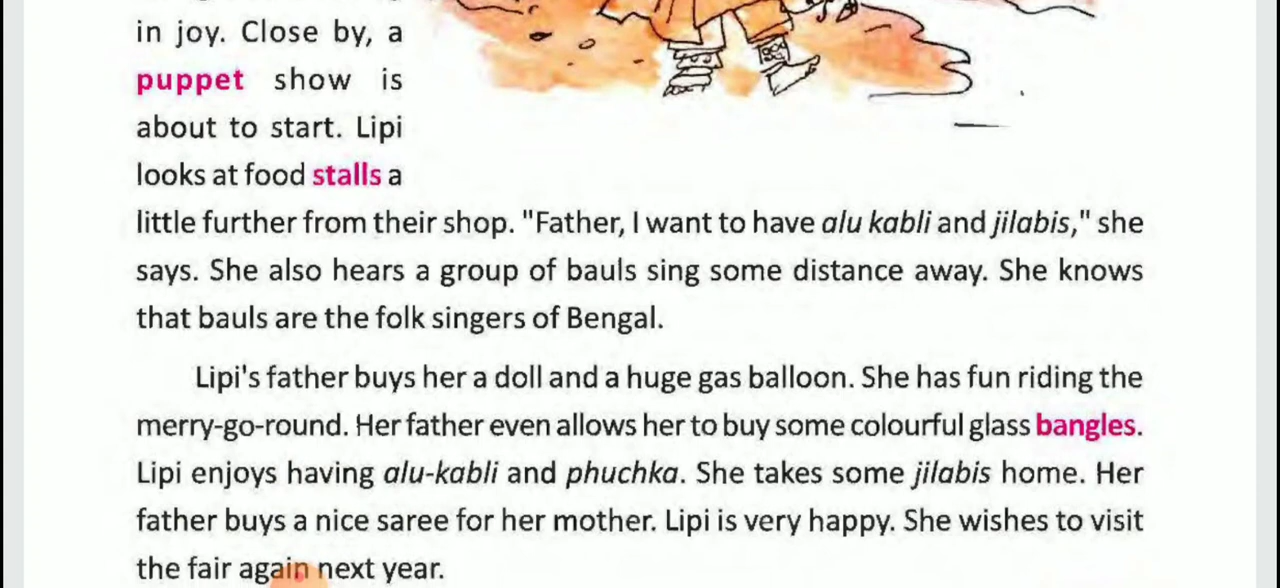 in joy. Close by, a
puppet show is
about to start. Lipi
looks at food stalls a
little further from their shop. "Father, I want to have alu kabli and jilabis," she
says. She also hears a group of bauls sing some distance away. She knows
that bauls are the folk singers of Bengal.
Lipi's father buys her a doll and a huge gas balloon. She has fun riding the
merry-go-round. Her father even allows her to buy some colourful glass bangles.
Lipi enjoys having alu-kabli and phuchka. She takes some jilabis home. Her
father buys a nice saree for her mother. Lipi is very happy. She wishes to visit
the fair again next year.